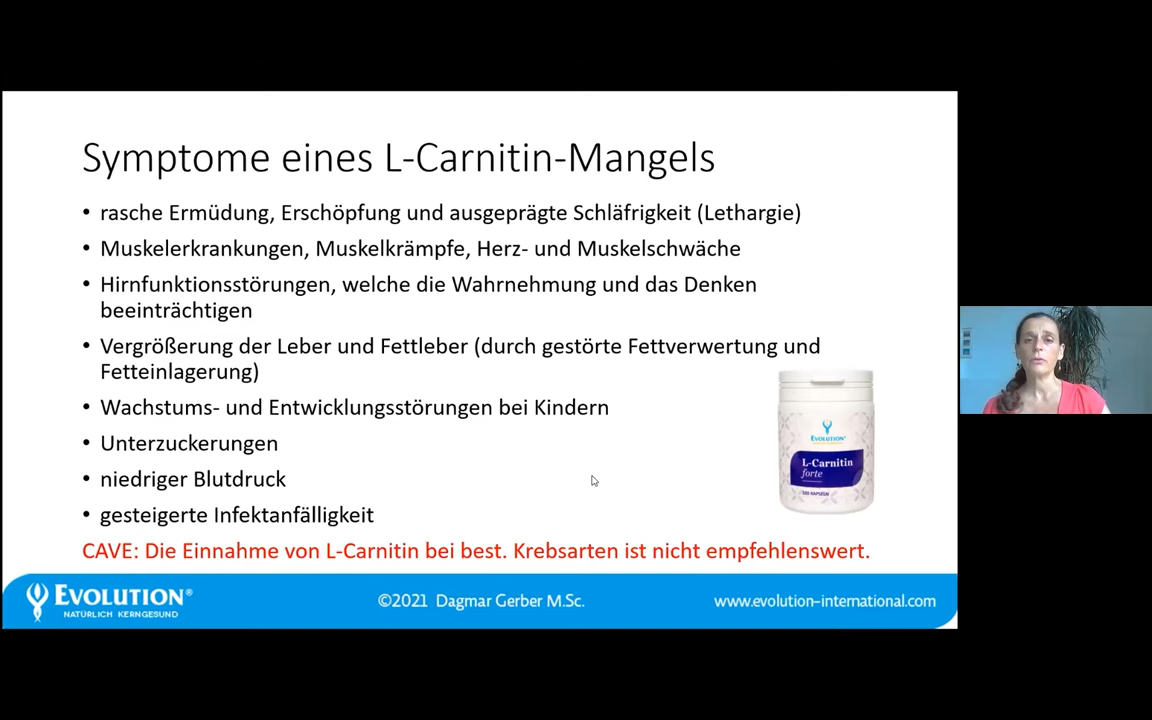 Symptome eines L-Carnitin-Mangels
• rasche Ermüdung, Erschöpfung und ausgeprägte Schläfrigkeit (Lethargie)
• Muskelerkrankungen, Muskelkrämpfe, Herz- und Muskelschwäche
• Hirnfunktionsstörungen, welche die Wahrnehmung und das Denken
beeinträchtigen
• Vergrößerung der Leber und Fettleber (durch gestörte Fettverwertung und
Fetteinlagerung)
• Wachstums- und Entwicklungsstörungen bei Kindern
• Unterzuckerungen
• niedriger Blutdruck
• gesteigerte Infektanfälligkeit
EVOLUTION®
L-Carnitin
forte
KAPSELN
CAVE: Die Einnahme von L-Carnitin bei best. Krebsarten ist nicht empfehlenswert.
EVOLUTION®
NATÜRLICH KERNGESUND
©2021 Dagmar Gerber M.Sc.
www.evolution-international.com